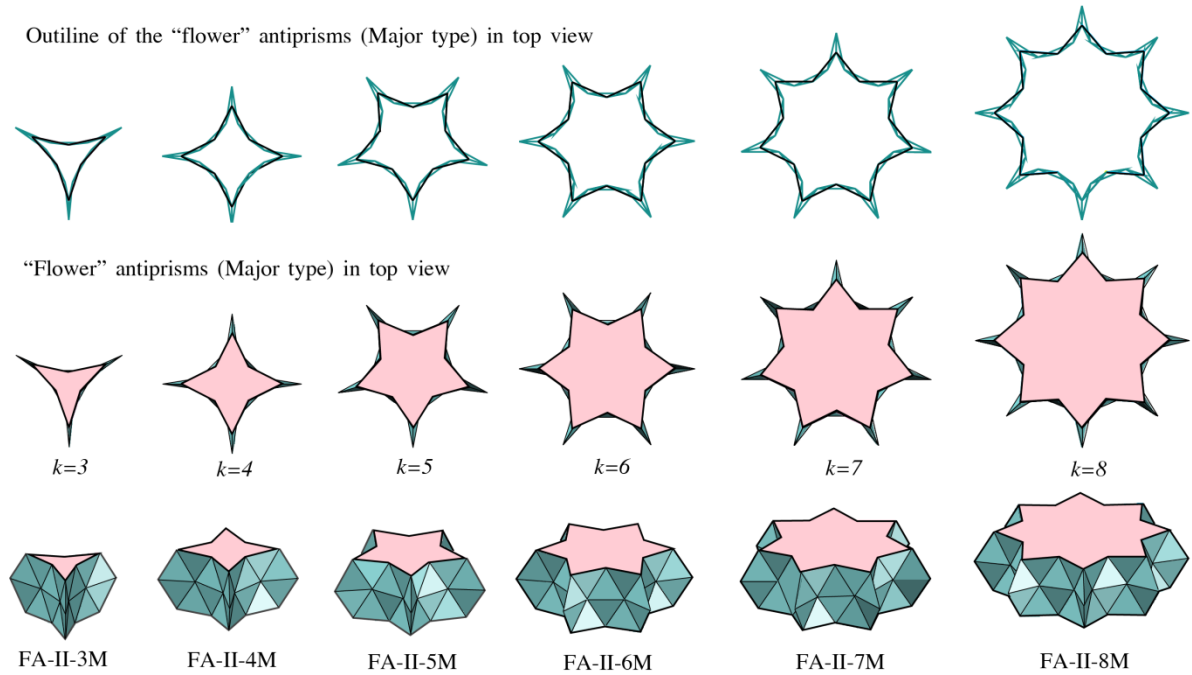 Outiline of the “flower” antiprisms (Major type) in top view
“Flower” antiprisms (Major type) in top view
k=3 k=4 k=5 k=6 k=7 k=8
FA-II-3M FA-II-4M FA-II-5M FA-II-6M FA-II-7M FA-II-8M